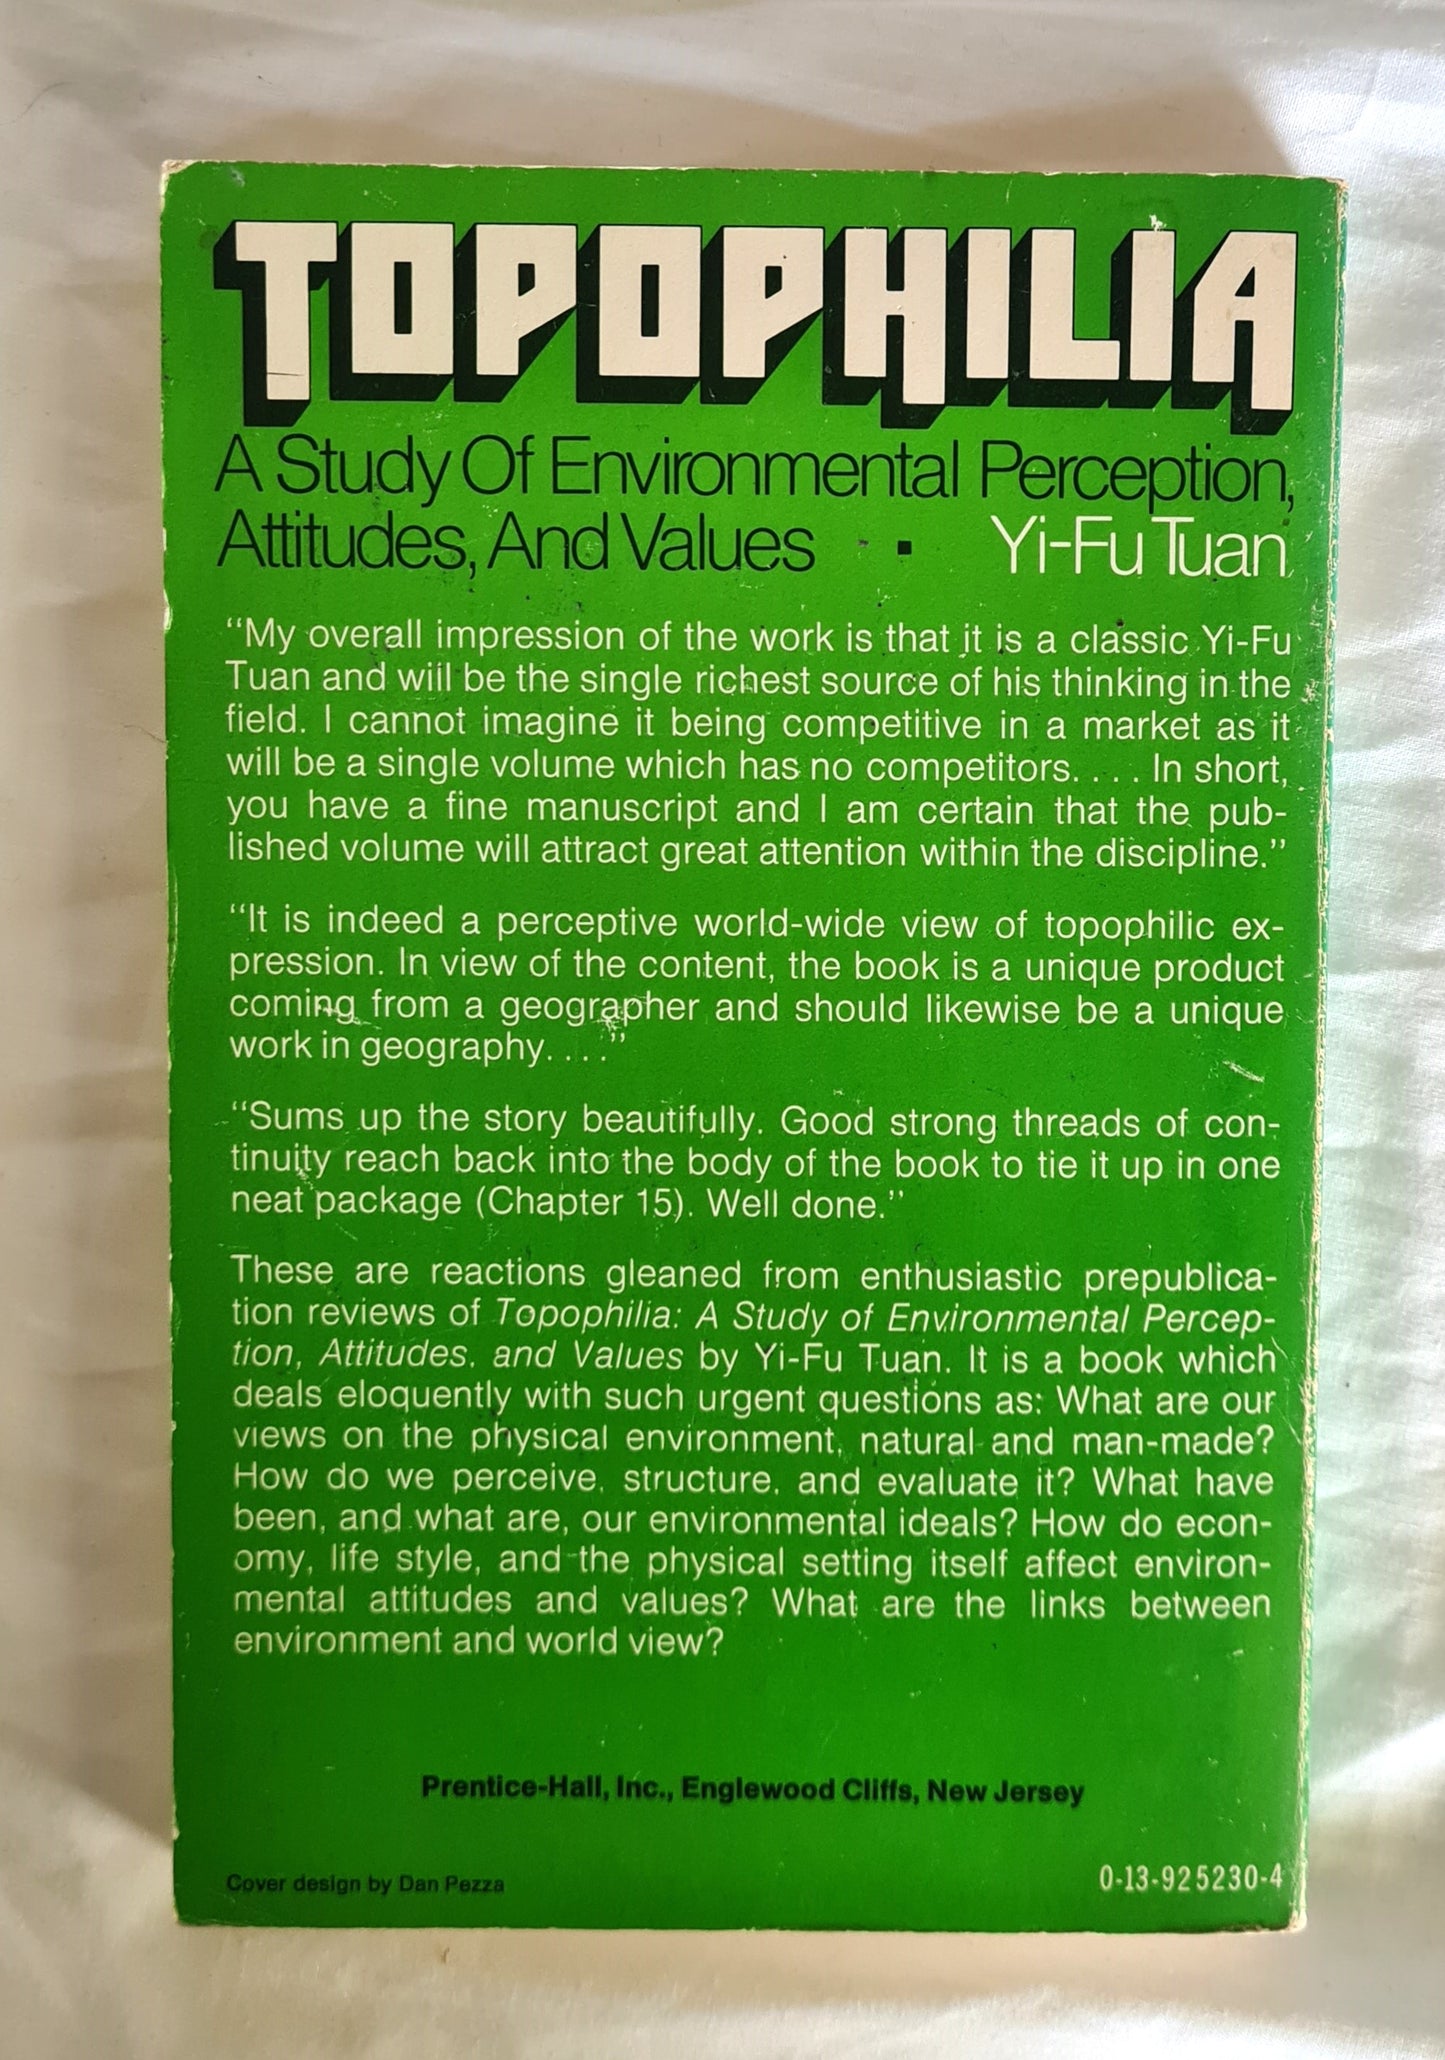 TOPOPHILIA
A Study Of Environmental Perception,
Attitudes, And Values ▪ Yi-Fu Tuan
“My overall impression of the work is that it is a classic Yi-Fu
Tuan and will be the single richest source of his thinking in the
field. I cannot imagine it being competitive in a market as it
will be a single volume which has no competitors. . . . In short,
you have a fine manuscript and I am certain that the pub-
lished volume will attract great attention within the discipline.”
“It is indeed a perceptive world-wide view of topophilic ex-
pression. In view of the content, the book is a unique product
coming from a geographer and should likewise be a unique
work in geography. . . .”
“Sums up the story beautifully. Good strong threads of con-
tinuity reach back into the body of the book to tie it up in one
neat package (Chapter 15). Well done.”
These are reactions gleaned from enthusiastic prepublica-
tion reviews of Topophilia: A Study of Environmental Percep-
tion, Attitudes, and Values by Yi-Fu Tuan. It is a book which
deals eloquently with such urgent questions as: What are our
views on the physical environment, natural and man-made?
How do we perceive, structure, and evaluate it? What have
been, and what are, our environmental ideals? How do econ-
omy, life style, and the physical setting itself affect environ-
mental attitudes and values? What are the links between
environment and world view?
Prentice-Hall, Inc., Englewood Cliffs, New Jersey
Cover design by Dan Pezza
0-13-925230-4